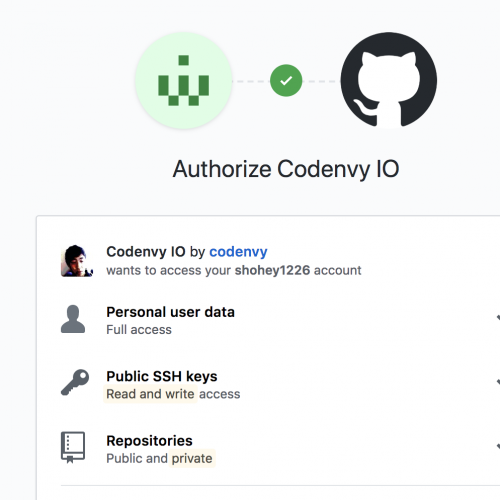 Authorize Codenvy IO
Codenvy IO by codenvy
wants to access your shohey1226 account
Personal user data
Full access
Public SSH keys
Read and write access
Repositories
Public and private